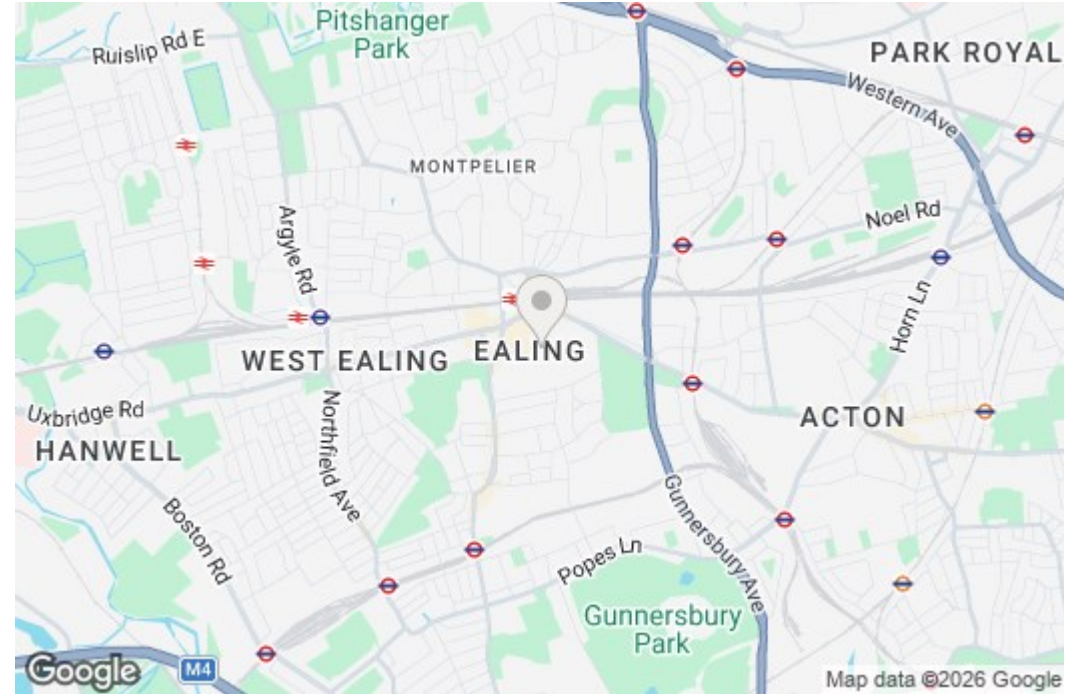 Pitshanger
Park
Ruislip Rd E
PARK ROYAL
Western Ave
MONTPELIER
Argyle Rd
Noel Rd
Horn Ln
WEST EALING
EALING
Uxbridge Rd
HANWELL
Northfield Ave
ACTON
Boston Rd
Gunnersbury Ave
Popes Ln
Gunnersbury
Park
M4
Google
Map data ©2026 Google